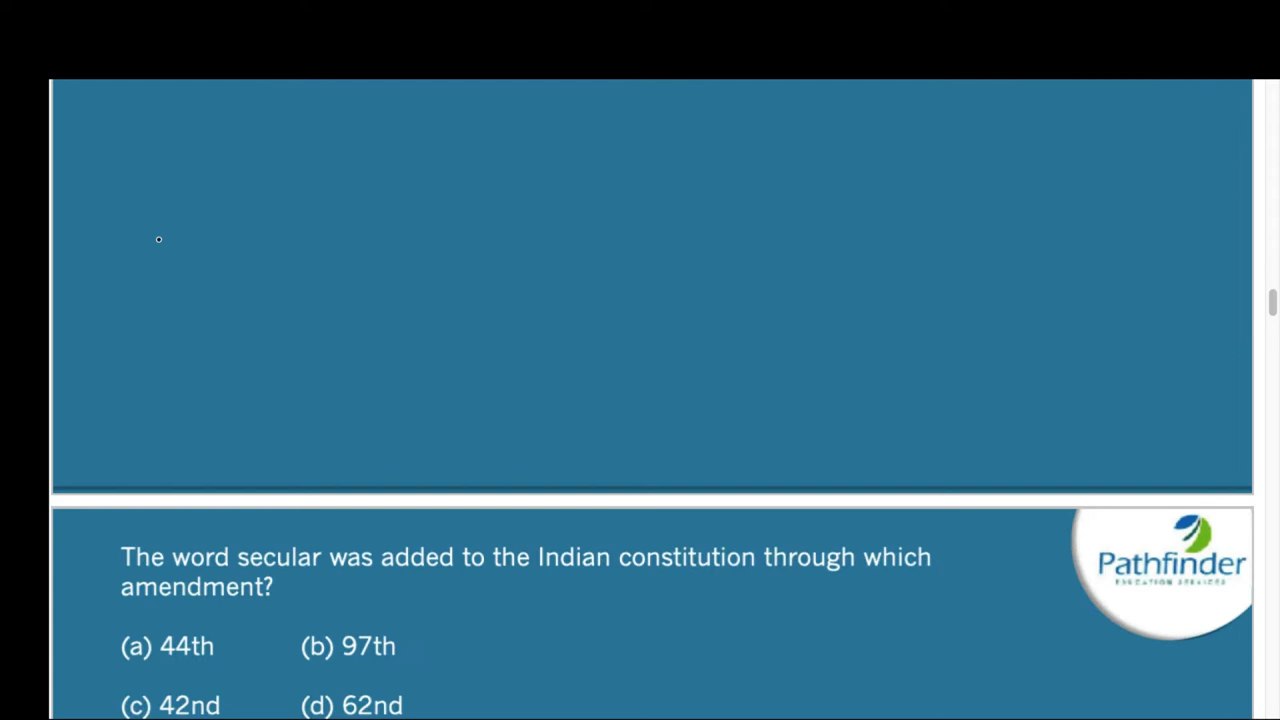 The word secular was added to the Indian constitution through which
amendment?
Pathfinder
EDUCATION SERVICES
(a) 44th (b) 97th
(c) 42nd (d) 62nd